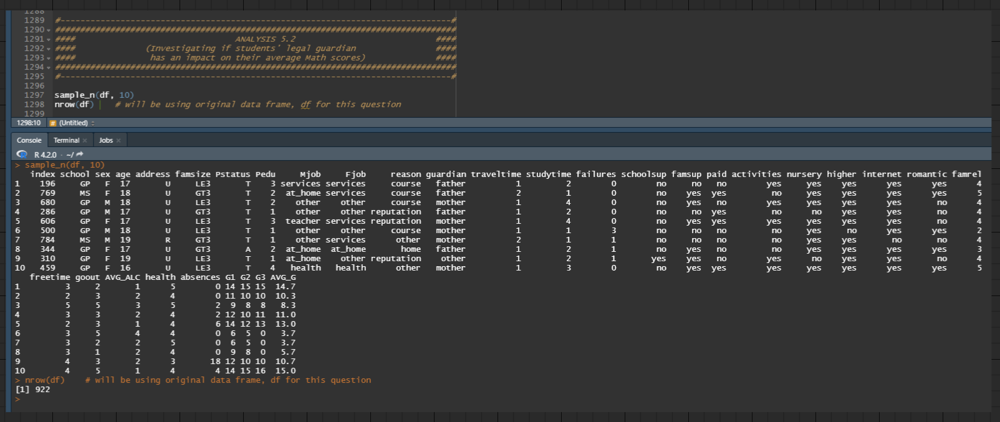 1288
1289 #------------------------------------------------------------------------------#
1290 ################################################################################
1291 #### ANALYSIS 5.2 ####
1292 #### (Investigating if students' legal guardian ####
1293 #### has an impact on their average Math scores) ####
1294 ################################################################################
1295 #------------------------------------------------------------------------------#
1296
1297 sample_n(df, 10)
1298 nrow(df) # will be using original data frame, df for this question
1299
1298:10 # (Untitled)
Console Terminal Jobs
R 4.2.0 · ~/
> sample_n(df, 10)
index school sex age address famsize Pstatus Pedu Mjob Fjob reason guardian traveltime studytime failures schoolsup famsup paid activities nursery higher internet romantic famrel
1 196 GP F 17 U LE3 T 3 services services course father 1 2 0 no no no yes yes yes yes yes 4
2 769 MS F 18 U GT3 T 2 at_home services course father 2 1 0 no yes yes no yes yes yes yes 5
3 680 GP M 18 U LE3 T 2 other other course mother 1 4 0 no yes no yes yes yes yes no 4
4 286 GP M 17 U GT3 T 1 other other reputation father 1 2 0 no no yes no no yes yes no 4
5 606 GP F 17 U LE3 T 3 teacher services reputation mother 1 4 0 no yes yes yes yes yes yes no 4
6 500 GP M 18 U LE3 T 1 other other course mother 1 1 3 no no no no yes no yes yes 2
7 784 MS M 19 R GT3 T 1 other services other mother 2 1 1 no no no no yes yes no no 4
8 344 GP F 17 U GT3 A 2 at_home at_home home father 1 2 1 no yes no no yes yes yes yes 3
9 310 GP F 19 U LE3 T 1 at_home other reputation other 1 2 1 yes yes no yes no yes yes no 4
10 459 GP F 16 U LE3 T 4 health health other mother 1 3 0 no yes yes yes yes yes yes yes 5
freetime goout AVG_ALC health absences G1 G2 G3 AVG_G
1 3 2 1 5 0 14 15 15 14.7
2 2 3 2 4 0 11 10 10 10.3
3 5 5 3 5 2 9 8 8 8.3
4 3 3 2 4 2 12 10 11 11.0
5 2 3 1 4 6 14 12 13 13.0
6 3 5 4 4 0 6 5 0 3.7
7 3 2 2 5 0 6 5 0 3.7
8 3 1 2 4 0 9 8 0 5.7
9 4 3 2 3 18 12 10 10 10.7
10 4 5 1 4 4 14 15 16 15.0
> nrow(df) # will be using original data frame, df for this question
[1] 922
>